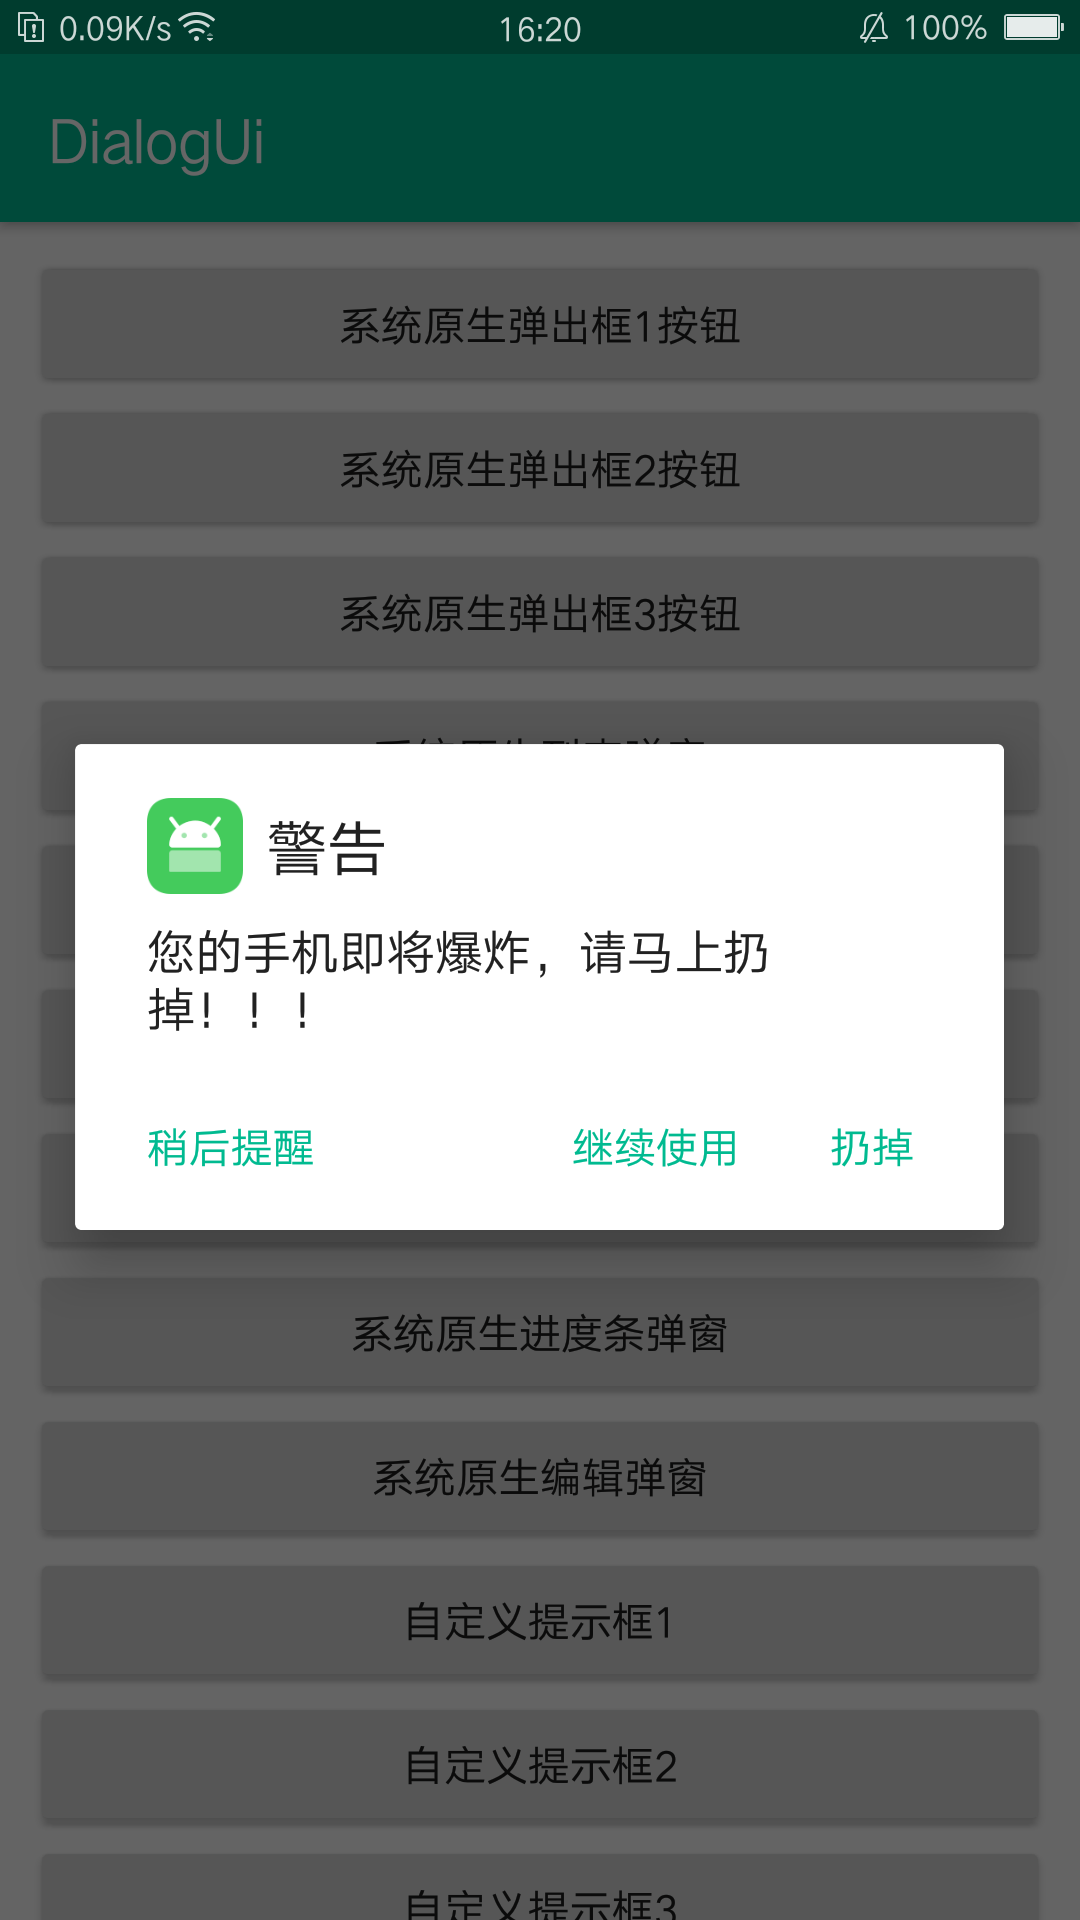 0.09K/s 16:20 100%
DialogUi
系统原生弹出框1按钮
系统原生弹出框2按钮
系统原生弹出框3按钮
警告
您的手机即将爆炸，请马上扔
掉！！！
稍后提醒 继续使用 扔掉
系统原生进度条弹窗
系统原生编辑弹窗
自定义提示框1
自定义提示框2
自定义提示框3